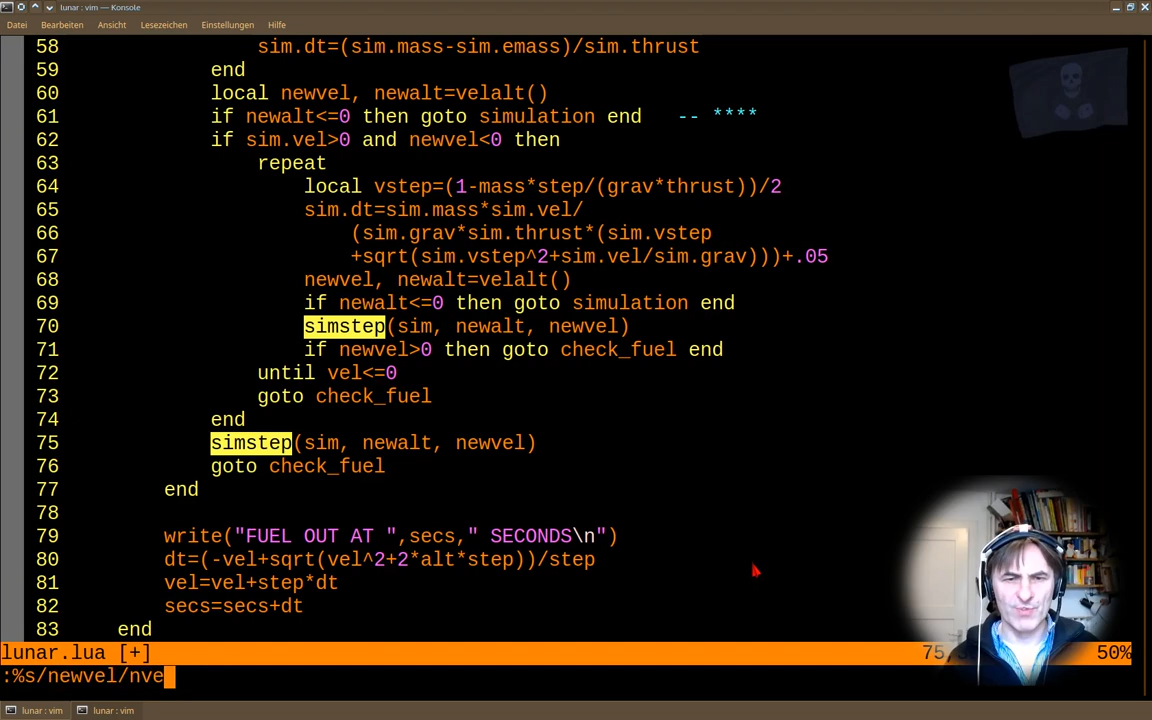 lunar : vim — Konsole
Datei Bearbeiten Ansicht Lesezeichen Einstellungen Hilfe
58 sim.dt=(sim.mass-sim.emass)/sim.thrust
59 end
60 local newvel, newalt=velalt()
61 if newalt<=0 then goto simulation end -- ****
62 if sim.vel>0 and newvel<0 then
63 repeat
64 local vstep=(1-mass*step/(grav*thrust))/2
65 sim.dt=sim.mass*sim.vel/
66 (sim.grav*sim.thrust*(sim.vstep
67 +sqrt(sim.vstep^2+sim.vel/sim.grav)))+.05
68 newvel, newalt=velalt()
69 if newalt<=0 then goto simulation end
70 simstep(sim, newalt, newvel)
71 if newvel>0 then goto check_fuel end
72 until vel<=0
73 goto check_fuel
74 end
75 simstep(sim, newalt, newvel)
76 goto check_fuel
77 end
78
79 write("FUEL OUT AT ",secs," SECONDS\n")
80 dt=(-vel+sqrt(vel^2+2*alt*step))/step
81 vel=vel+step*dt
82 secs=secs+dt
83 end
lunar.lua [+] 50%
:%s/newvel/nve
lunar : vim lunar : vim